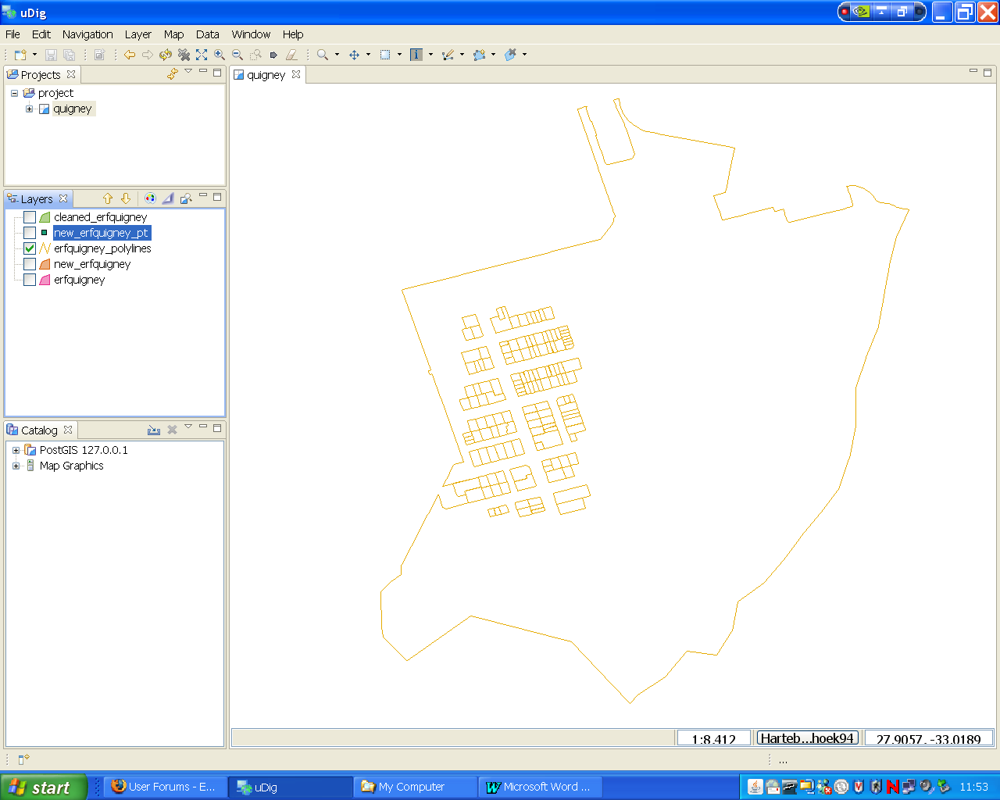 uDig
File Edit Navigation Layer Map Data Window Help
Projects
project
quigney
Layers
cleaned_erfquigney
new_erfquigney_pt
erfquigney_polylines
new_erfquigney
erfquigney
Catalog
PostGIS 127.0.0.1
Map Graphics
quigney
1:8,412 Harteb...hoek94 27.9057, -33.0189
...
start User Forums - E... uDig My Computer Microsoft Word ... 11:53